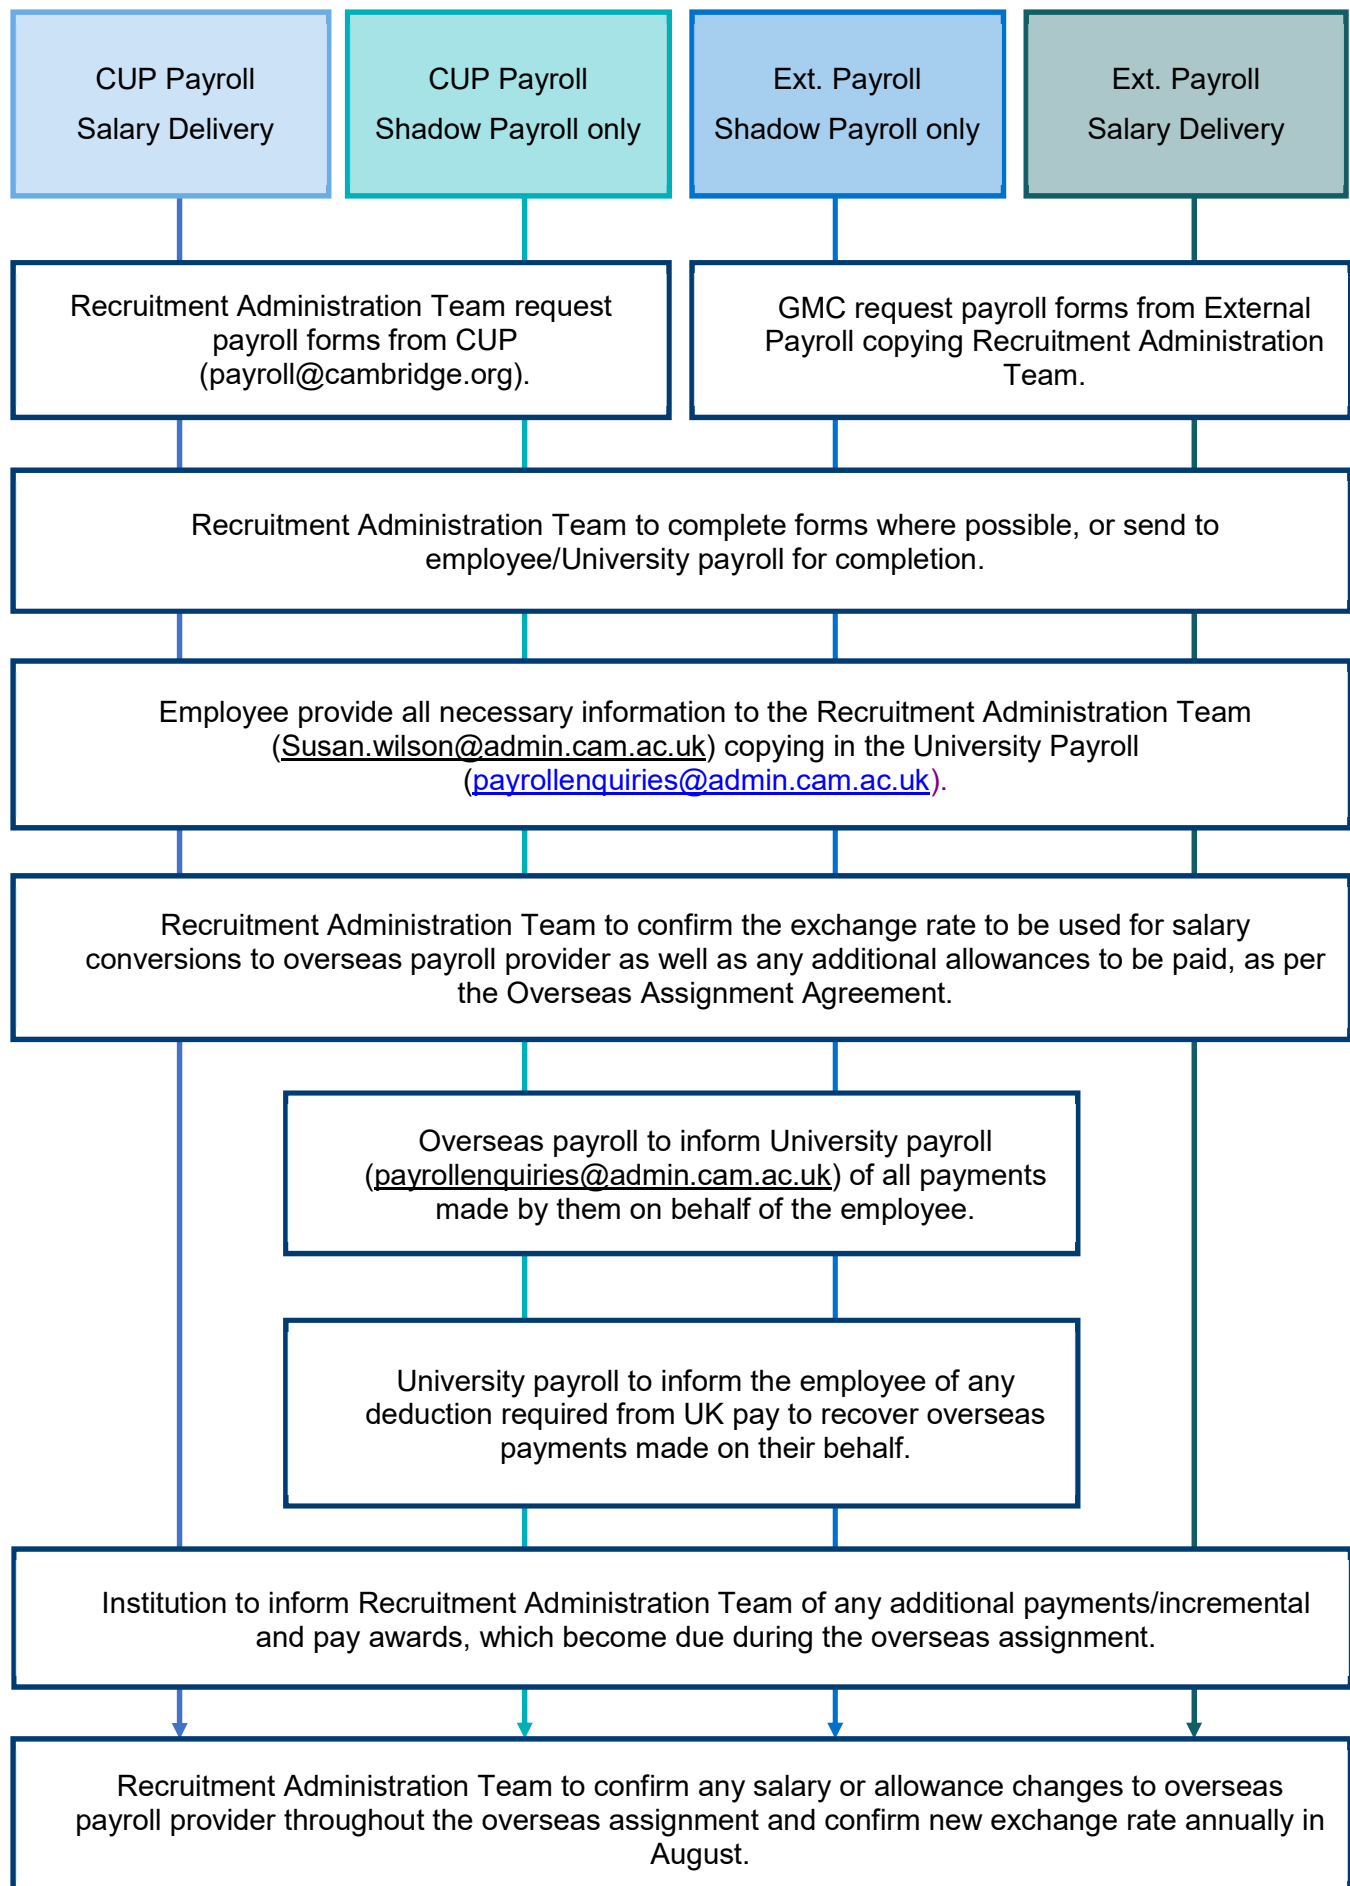 CUP Payroll
Salary Delivery
CUP Payroll
Shadow Payroll only
Ext. Payroll
Shadow Payroll only
Ext. Payroll
Salary Delivery
Recruitment Administration Team request
payroll forms from CUP
(payroll@cambridge.org).
GMC request payroll forms from External
Payroll copying Recruitment Administration
Team.
Recruitment Administration Team to complete forms where possible, or send to
employee/University payroll for completion.
Employee provide all necessary information to the Recruitment Administration Team
(Susan.wilson@admin.cam.ac.uk) copying in the University Payroll
(payrollenquiries@admin.cam.ac.uk).
Recruitment Administration Team to confirm the exchange rate to be used for salary
conversions to overseas payroll provider as well as any additional allowances to be paid, as per
the Overseas Assignment Agreement.
Overseas payroll to inform University payroll
(payrollenquiries@admin.cam.ac.uk) of all payments
made by them on behalf of the employee.
University payroll to inform the employee of any
deduction required from UK pay to recover overseas
payments made on their behalf.
Institution to inform Recruitment Administration Team of any additional payments/incremental
and pay awards, which become due during the overseas assignment.
Recruitment Administration Team to confirm any salary or allowance changes to overseas
payroll provider throughout the overseas assignment and confirm new exchange rate annually in
August.